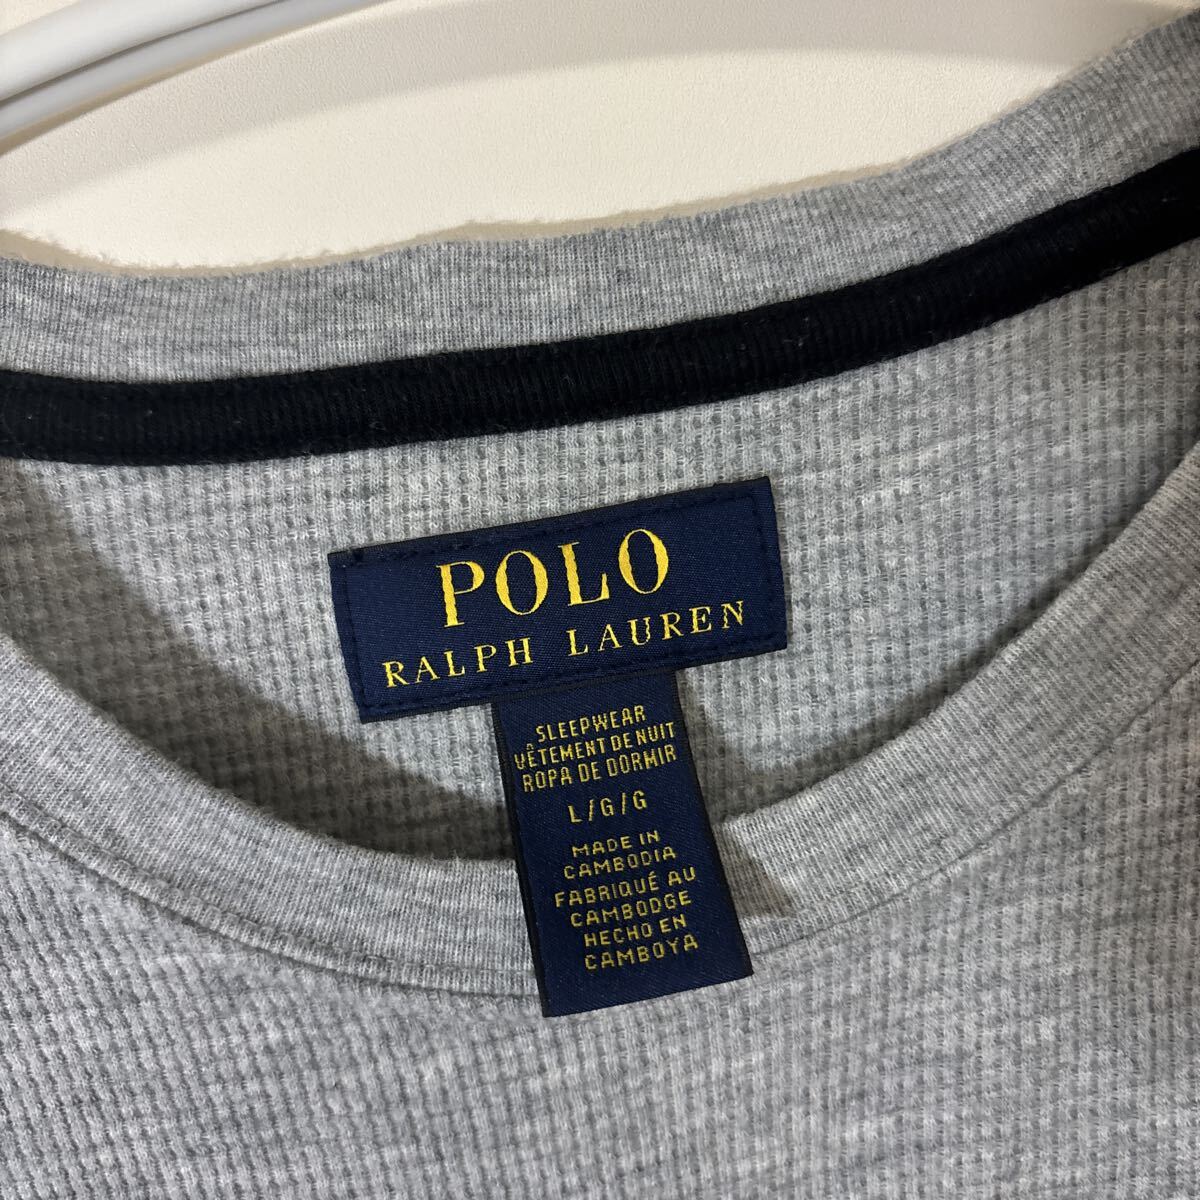 POLO
RALPH LAUREN
SLEEPWEAR
VÊTEMENT DE NUIT
ROPA DE DORMIR
L/G/G
MADE IN
CAMBODIA
FABRIQUÉ AU
CAMBODGE
HECHO EN
CAMBOYA